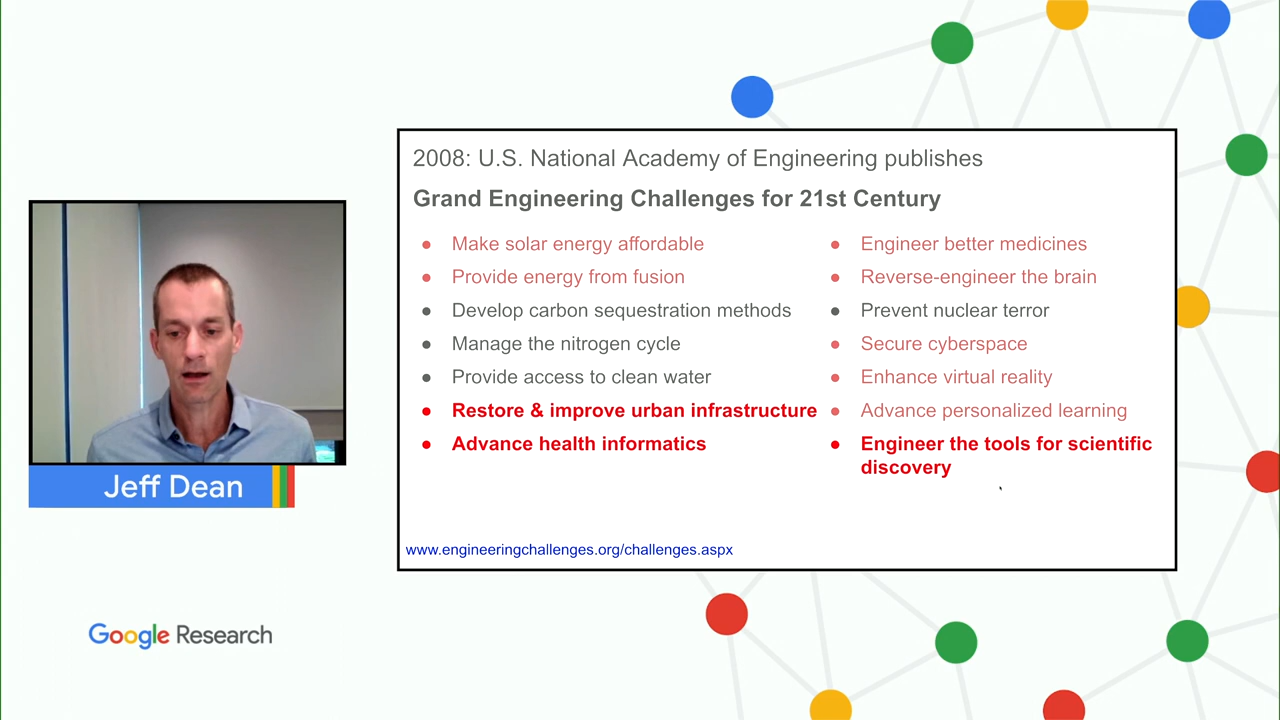 2008: U.S. National Academy of Engineering publishes
Grand Engineering Challenges for 21st Century
● Make solar energy affordable
● Provide energy from fusion
● Develop carbon sequestration methods
● Manage the nitrogen cycle
● Provide access to clean water
● Restore & improve urban infrastructure
● Advance health informatics
● Engineer better medicines
● Reverse-engineer the brain
● Prevent nuclear terror
● Secure cyberspace
● Enhance virtual reality
● Advance personalized learning
● Engineer the tools for scientific
discovery
www.engineeringchallenges.org/challenges.aspx
Jeff Dean
Google Research